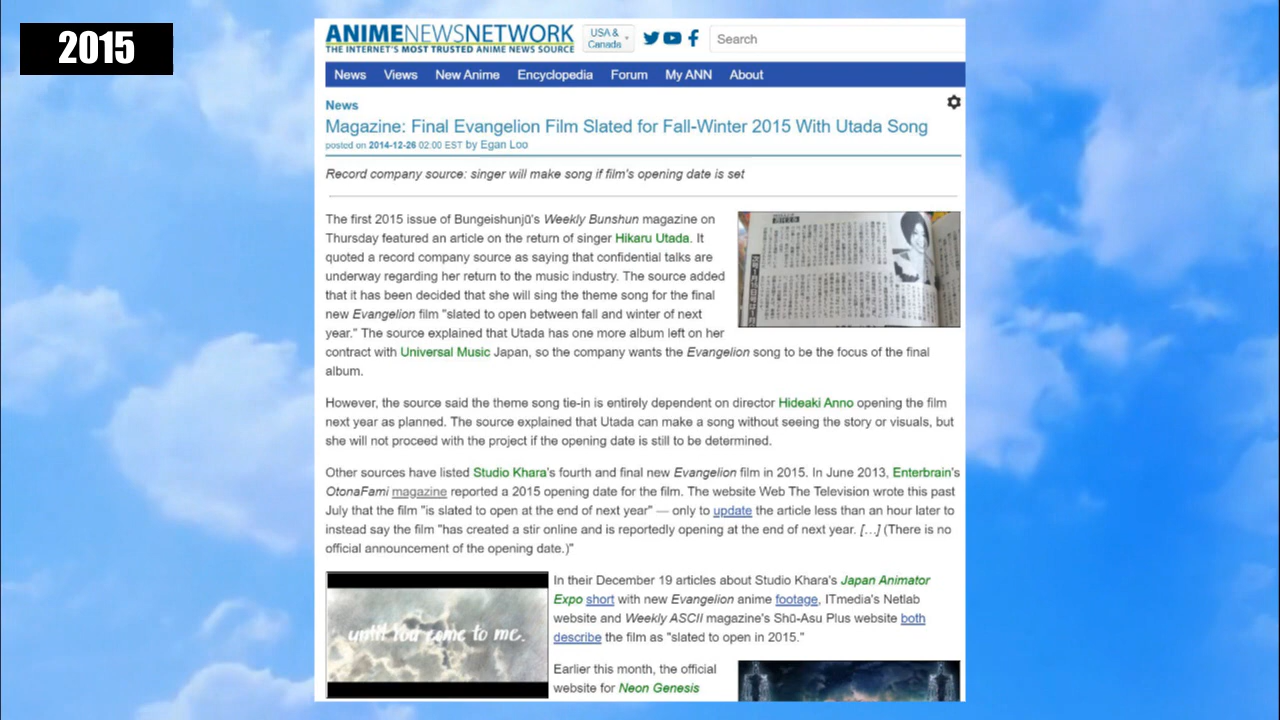 2015
ANIMENEWSNETWORK
THE INTERNET'S MOST TRUSTED ANIME NEWS SOURCE
USA &
Canada
Search
News Views New Anime Encyclopedia Forum My ANN About
News
Magazine: Final Evangelion Film Slated for Fall-Winter 2015 With Utada Song
posted on 2014-12-26 02:00 EST by Egan Loo
Record company source: singer will make song if film's opening date is set
The first 2015 issue of Bungeishunjū's Weekly Bunshun magazine on
Thursday featured an article on the return of singer Hikaru Utada. It
quoted a record company source as saying that confidential talks are
underway regarding her return to the music industry. The source added
that it has been decided that she will sing the theme song for the final
new Evangelion film "slated to open between fall and winter of next
year." The source explained that Utada has one more album left on her
contract with Universal Music Japan, so the company wants the Evangelion song to be the focus of the final
album.
However, the source said the theme song tie-in is entirely dependent on director Hideaki Anno opening the film
next year as planned. The source explained that Utada can make a song without seeing the story or visuals, but
she will not proceed with the project if the opening date is still to be determined.
Other sources have listed Studio Khara's fourth and final new Evangelion film in 2015. In June 2013, Enterbrain's
OtonaFami magazine reported a 2015 opening date for the film. The website Web The Television wrote this past
July that the film "is slated to open at the end of next year" — only to update the article less than an hour later to
instead say the film "has created a stir online and is reportedly opening at the end of next year. [...] (There is no
official announcement of the opening date.)"
until You come to me.
In their December 19 articles about Studio Khara's Japan Animator
Expo short with new Evangelion anime footage, ITmedia's Netlab
website and Weekly ASCII magazine's Shū-Asu Plus website both
describe the film as "slated to open in 2015."
Earlier this month, the official
website for Neon Genesis